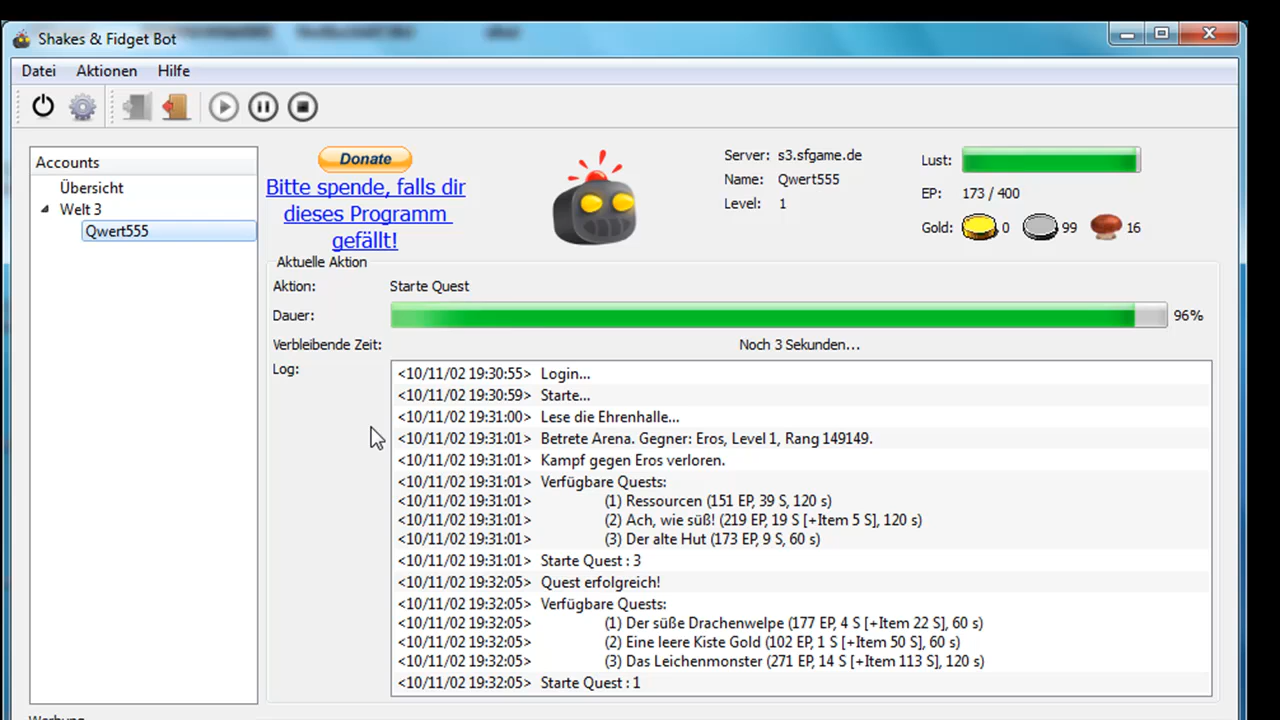 Shakes & Fidget Bot
Datei Aktionen Hilfe
Accounts
Übersicht
Welt 3
Qwert555
Donate
Bitte spende, falls dir
dieses Programm
gefällt!
Server: s3.sfgame.de
Name: Qwert555
Level: 1
Lust:
EP: 173 / 400
Gold: 0 99 16
Aktuelle Aktion
Aktion: Starte Quest
Dauer: 96%
Verbleibende Zeit: Noch 3 Sekunden...
Log:
<10/11/02 19:30:55> Login...
<10/11/02 19:30:59> Starte...
<10/11/02 19:31:00> Lese die Ehrenhalle...
<10/11/02 19:31:01> Betrete Arena. Gegner: Eros, Level 1, Rang 149149.
<10/11/02 19:31:01> Kampf gegen Eros verloren.
<10/11/02 19:31:01> Verfügbare Quests:
<10/11/02 19:31:01> (1) Ressourcen (151 EP, 39 S, 120 s)
<10/11/02 19:31:01> (2) Ach, wie süß! (219 EP, 19 S [+Item 5 S], 120 s)
<10/11/02 19:31:01> (3) Der alte Hut (173 EP, 9 S, 60 s)
<10/11/02 19:31:01> Starte Quest : 3
<10/11/02 19:32:05> Quest erfolgreich!
<10/11/02 19:32:05> Verfügbare Quests:
<10/11/02 19:32:05> (1) Der süße Drachenwelpe (177 EP, 4 S [+Item 22 S], 60 s)
<10/11/02 19:32:05> (2) Eine leere Kiste Gold (102 EP, 1 S [+Item 50 S], 60 s)
<10/11/02 19:32:05> (3) Das Leichenmonster (271 EP, 14 S [+Item 113 S], 120 s)
<10/11/02 19:32:05> Starte Quest : 1